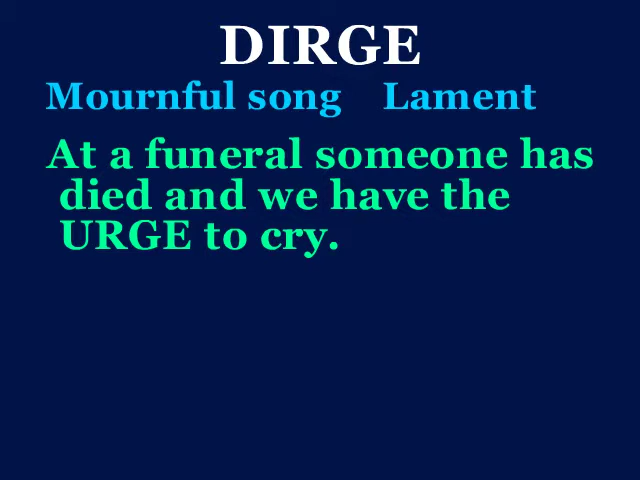 DIRGE
Mournful song Lament
At a funeral someone has
died and we have the
URGE to cry.